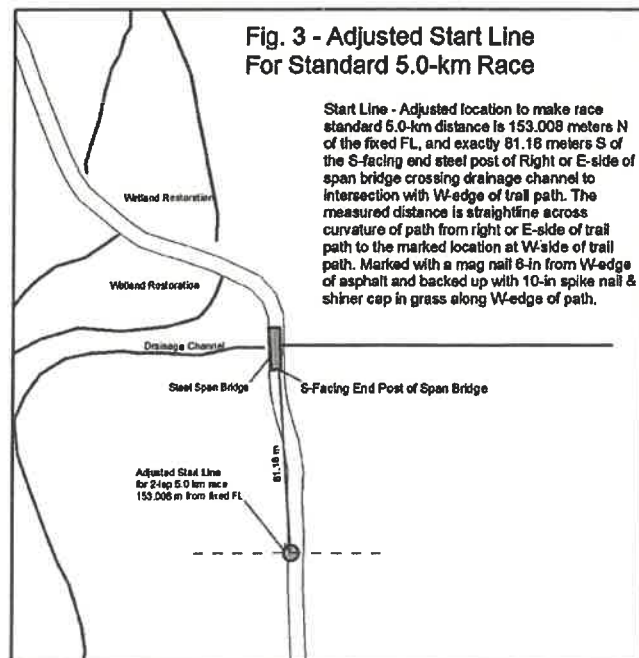 Fig. 3 - Adjusted Start Line
For Standard 5.0-km Race
Start Line - Adjusted location to make race
standard 5.0-km distance is 153.008 meters N
of the fixed FL, and exactly 81.16 meters S of
the S-facing end steel post of Right or E-side of
span bridge crossing drainage channel to
intersection with W-edge of trail path. The
measured distance is straightline across
curvature of path from right or E-side of trail
path to the marked location at W-side of trail
path. Marked with a mag nail 6-in from W-edge
of asphalt and backed up with 10-in spike nail &
shiner cap in grass along W-edge of path.
Wetland Restoration
Wetland Restoration
Drainage Channel
Steel Span Bridge
S-Facing End Post of Span Bridge
81.16 m
Adjusted Start Line
for 2-lap 5.0 km race
153.008 m from fixed FL